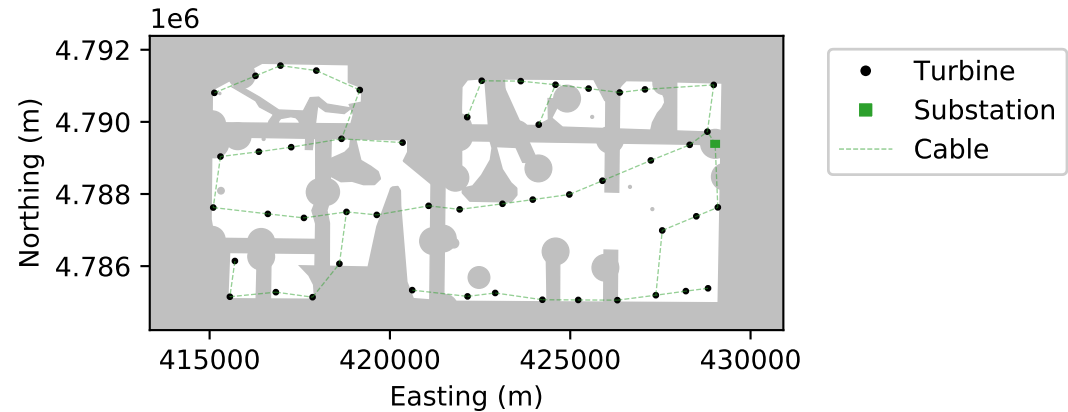 1e6
4.792
4.790
4.788
4.786
Northing (m)
415000 420000 425000 430000
Easting (m)
Turbine
Substation
Cable